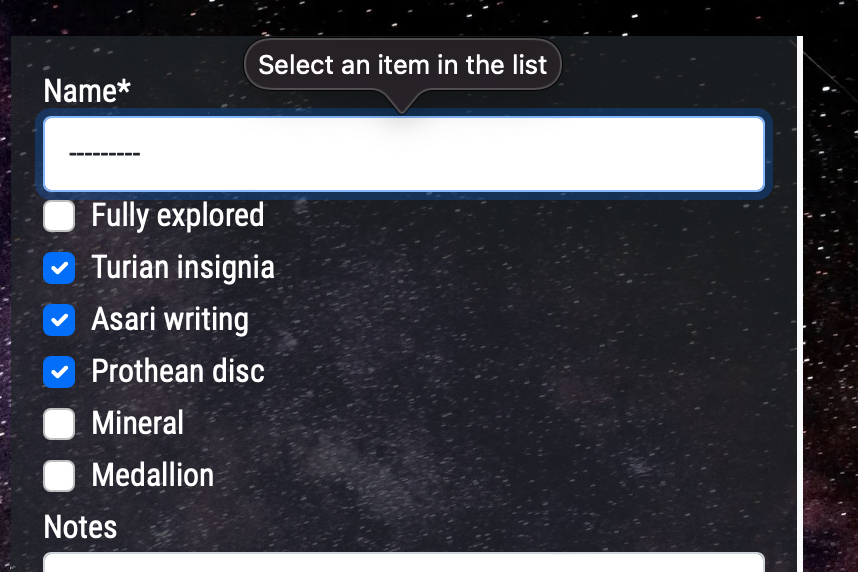 Select an item in the list
Name*
---------
Fully explored
Turian insignia
Asari writing
Prothean disc
Mineral
Medallion
Notes